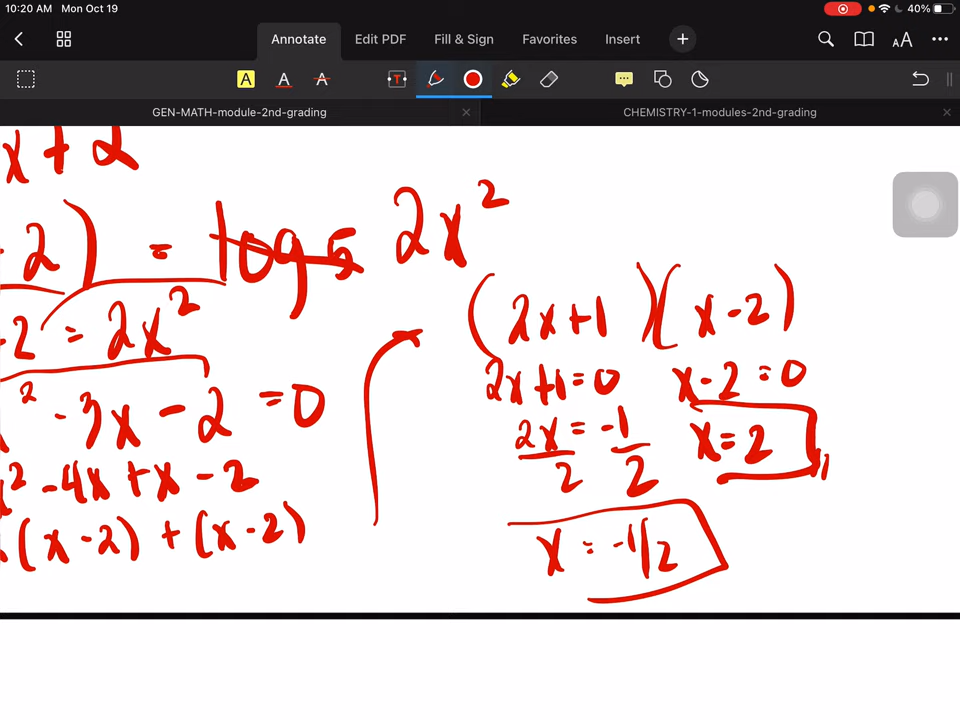 10:20 AM Mon Oct 19
40%
Annotate Edit PDF Fill & Sign Favorites Insert
AA
A A A T
GEN-MATH-module-2nd-grading
CHEMISTRY-1-modules-2nd-grading
x + 2
2) = log5 2x²
(2x+1)(x-2)
-2 = 2x²
2x+1=0 x-2=0
² -3x -2 =0
2x = -1 x=2
2 2
² -4x +x -2
(x-2) + (x-2)
x = -1/2